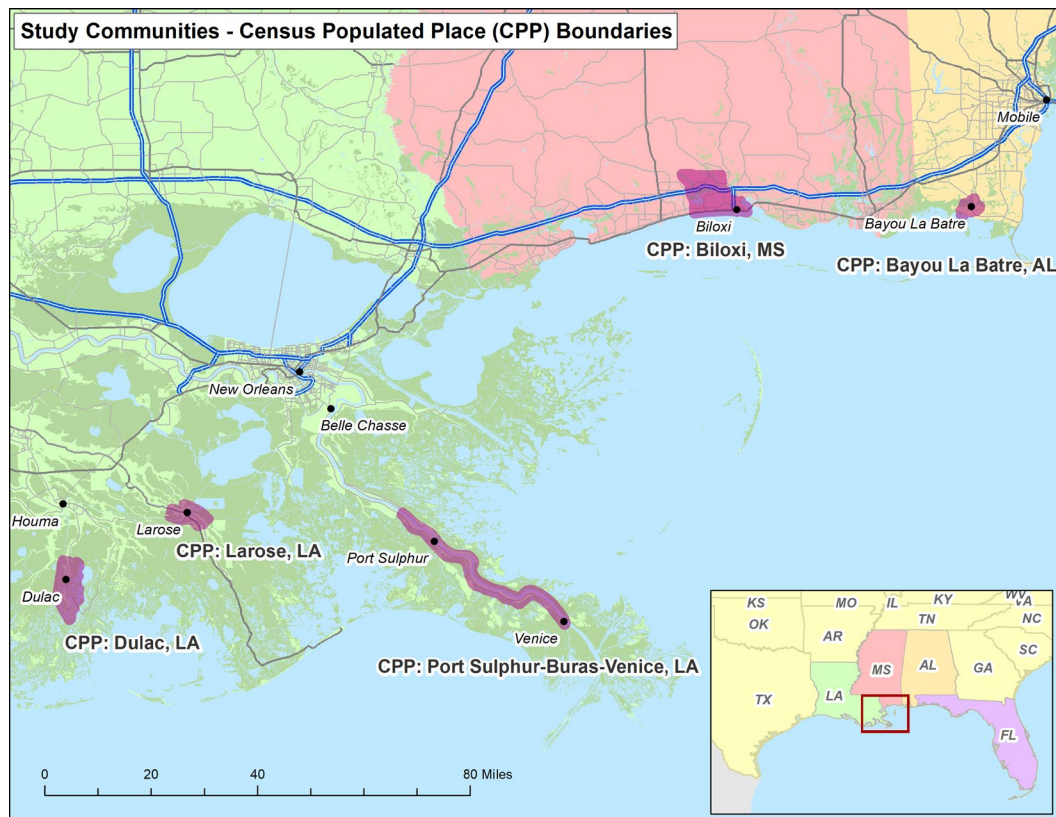 Study Communities - Census Populated Place (CPP) Boundaries
Mobile
Biloxi
Bayou La Batre
CPP: Biloxi, MS
CPP: Bayou La Batre, AL
New Orleans
Belle Chasse
Houma
Larose
CPP: Larose, LA
Port Sulphur
Dulac
CPP: Dulac, LA
Venice
CPP: Port Sulphur-Buras-Venice, LA
0 20 40 80 Miles
KS MO IL KY WV VA
OK AR TN NC
SC
MS AL GA
TX LA
FL